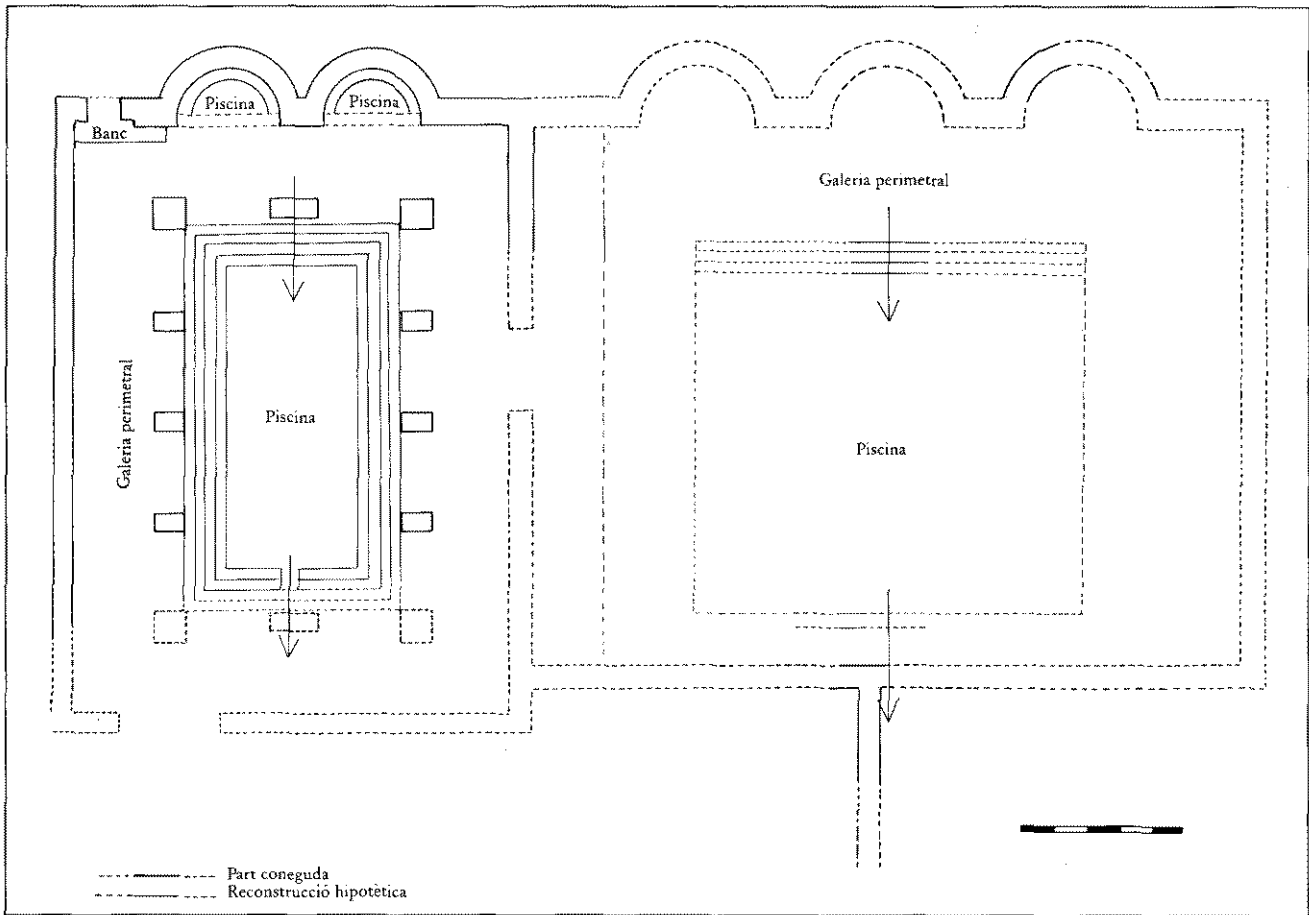 Piscina
Piscina
Banc
Galeria perimetral
Galeria perimetral
Piscina
Piscina
Part coneguda
Reconstrucció hipotètica